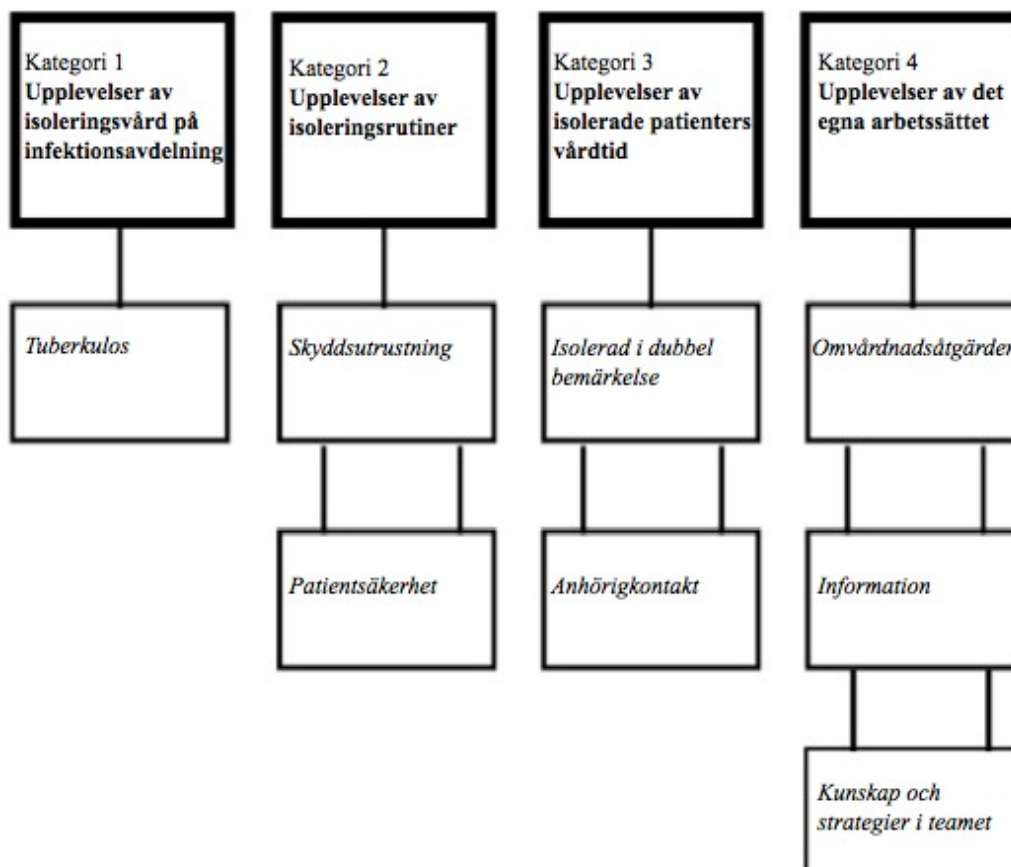 Kategori 1
Upplevelser av
isoleringsvård på
infektionsavdelning
Tuberkulos
Kategori 2
Upplevelser av
isoleringsrutiner
Skyddsutrustning
Patientsäkerhet
Kategori 3
Upplevelser av
isolerade patienters
vårdtid
Isolerad i dubbel
bemärkelse
Anhörigkontakt
Kategori 4
Upplevelser av det
egna arbetssättet
Omvårdnadsåtgärder
Information
Kunskap och
strategier i teamet